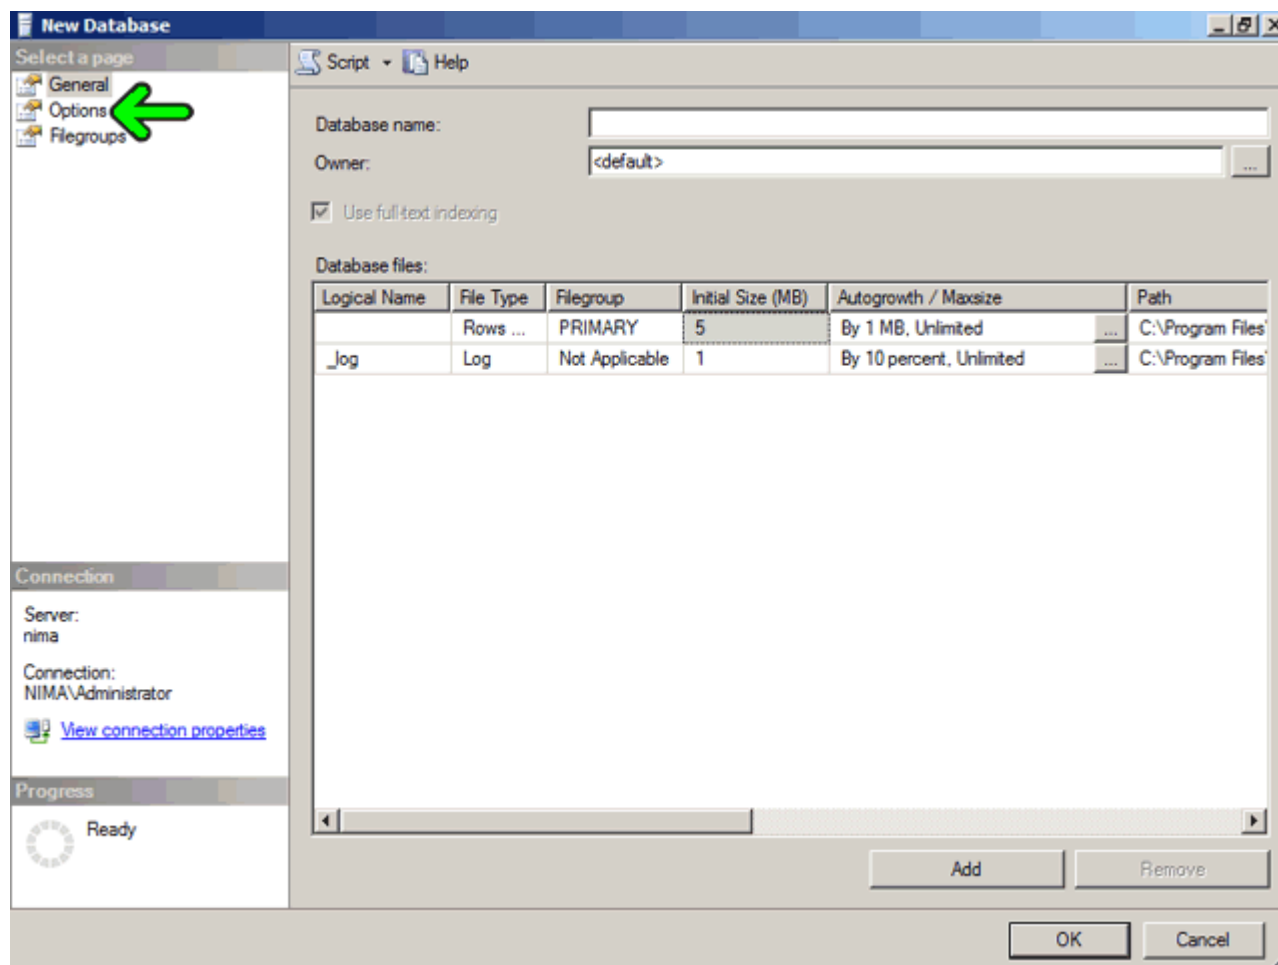 New Database
Select a page
General
Options
Filegroups
Script
Help
Database name:
Owner:
<default>
...
Use full-text indexing
Database files:
Logical Name File Type Filegroup Initial Size (MB) Autogrowth / Maxsize Path
Rows ... PRIMARY 5 By 1 MB, Unlimited ... C:\Program Files\
_log Log Not Applicable 1 By 10 percent, Unlimited ... C:\Program Files\
Connection
Server:
nima
Connection:
NIMA\Administrator
View connection properties
Progress
Ready
Add
Remove
OK
Cancel